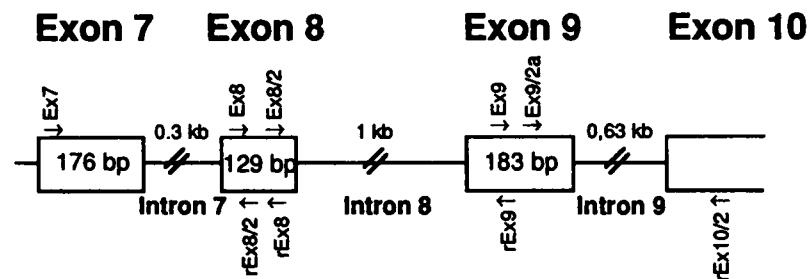 Exon 7 Exon 8 Exon 9 Exon 10
Ex7 Ex8 Ex8/2 Ex9 Ex9/2a
0.3 kb 1 kb 0,63 kb
176 bp 129 bp 183 bp
Intron 7 Intron 8 Intron 9
rEx8/2 rEx8 rEx9 rEx10/2